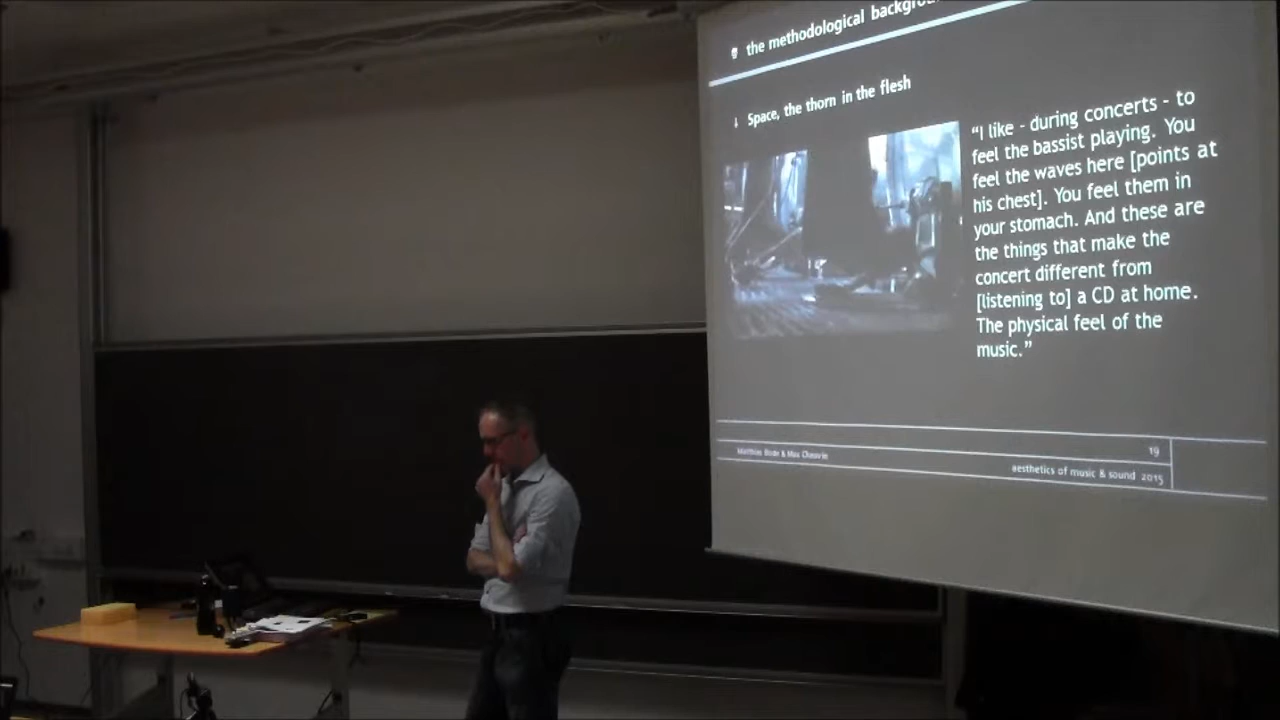 the methodological
Space, the thorn in the flesh
“I like - during concerts - to
feel the bassist playing. You
feel the waves here [points at
his chest]. You feel them in
your stomach. And these are
the things that make the
concert different from
[listening to] a CD at home.
The physical feel of the
music.”
19
Matthias Bode & Max
aesthetics of music & sound 2015